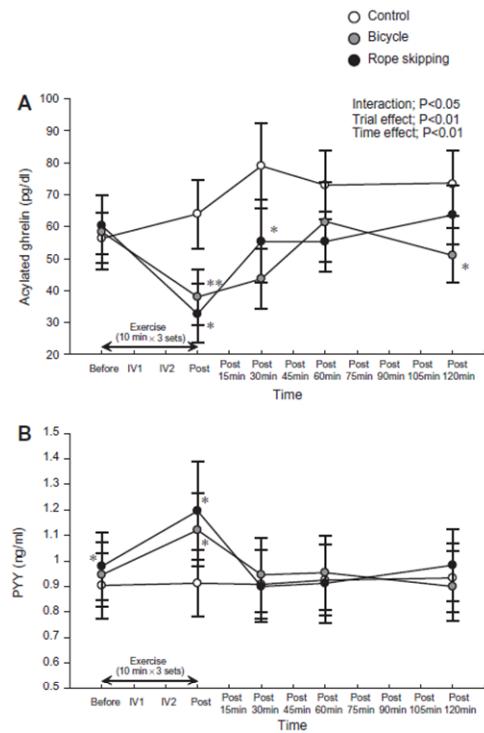 Control
Bicycle
Rope skipping
A
Interaction; P<0.05
Trial effect; P<0.01
Time effect; P<0.01
Acylated ghrelin (pg/dl)
100
90
80
70
60
50
40
30
20
*
**
*
*
Exercise
(10 min × 3 sets)
Before IV1 IV2 Post Post 15min Post 30min Post 45min Post 60min Post 75min Post 90min Post 105min Post 120min
Time
B
PYY (ng/ml)
1.5
1.4
1.3
1.2
1.1
1
0.9
0.8
0.7
0.6
0.5
*
*
*
Exercise
(10 min × 3 sets)
Before IV1 IV2 Post Post 15min Post 30min Post 45min Post 60min Post 75min Post 90min Post 105min Post 120min
Time